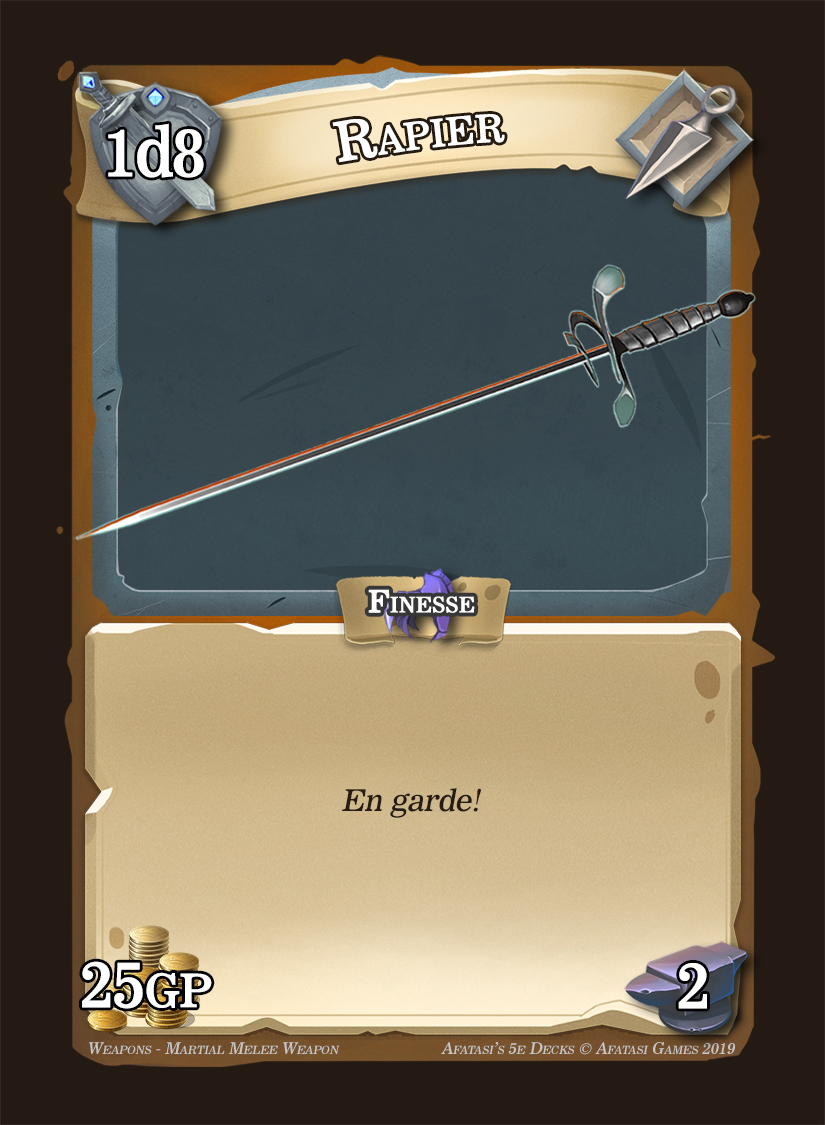 1d8
Rapier
Finesse
En garde!
25GP
2
Weapons - Martial Melee Weapon
Afatasi's 5e Decks © Afatasi Games 2019